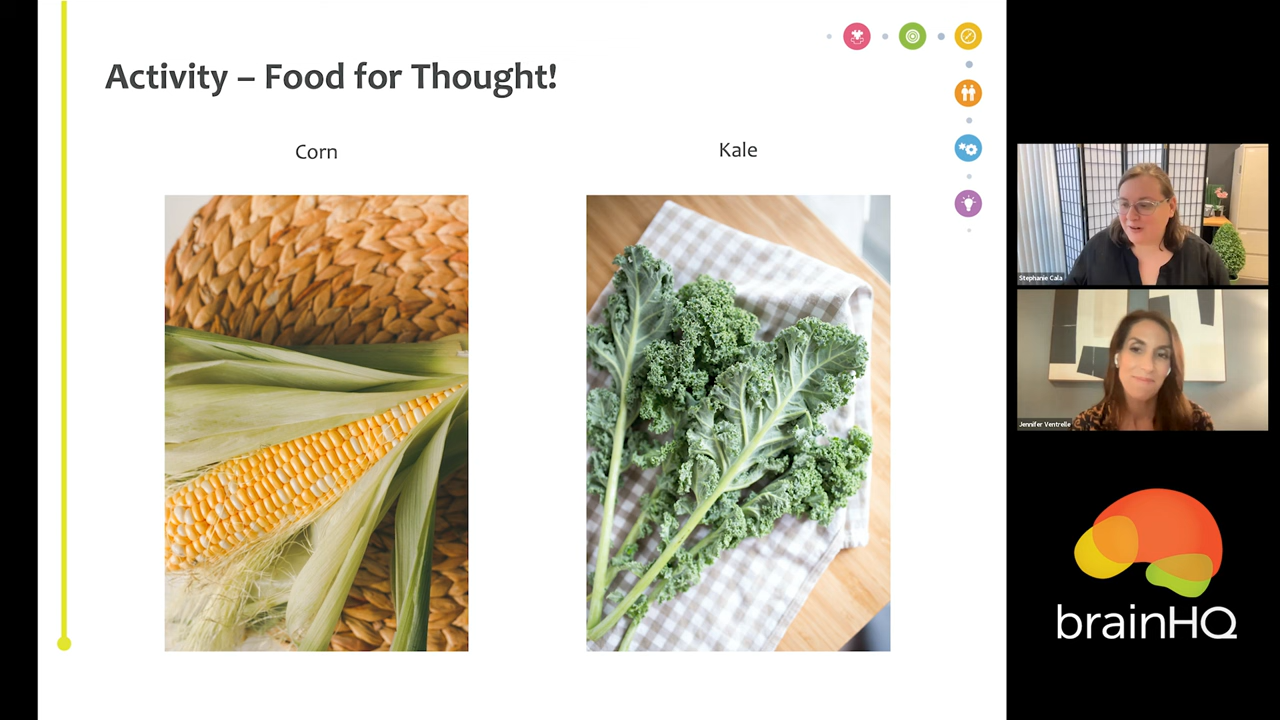 Activity – Food for Thought!
Corn
Kale
Stephanie Cala
Jennifer Ventrelle
brainHQ